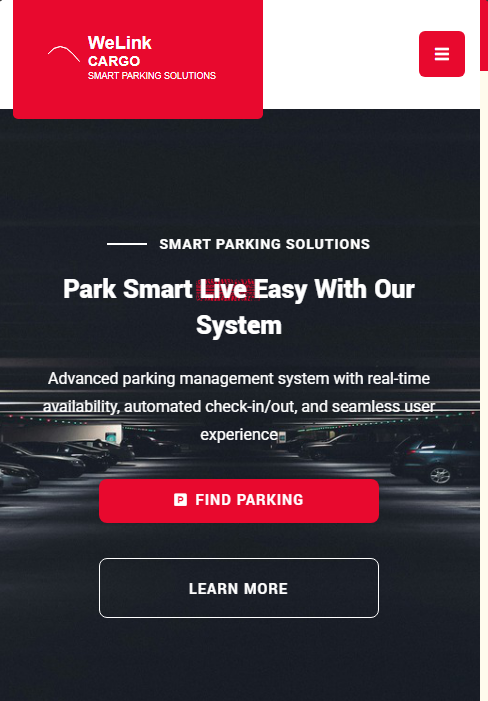 WeLink
CARGO
SMART PARKING SOLUTIONS
SMART PARKING SOLUTIONS
Park Smart Live Easy With Our
System
Advanced parking management system with real-time
availability, automated check-in/out, and seamless user
experience
P FIND PARKING
LEARN MORE